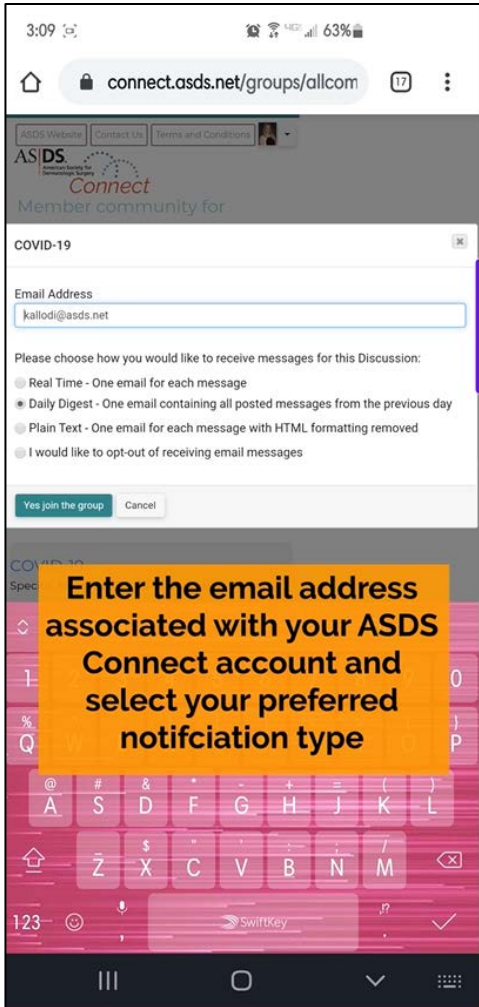 3:09 63%
connect.asds.net/groups/allcom 17
ASDS Website Contact Us Terms and Conditions
ASDS.
American Society for
Dermatologic Surgery
Connect
Member community for
COVID-19
Email Address
kallodi@asds.net
Please choose how you would like to receive messages for this Discussion:
Real Time - One email for each message
Daily Digest - One email containing all posted messages from the previous day
Plain Text - One email for each message with HTML formatting removed
I would like to opt-out of receiving email messages
Yes join the group Cancel
Enter the email address
associated with your ASDS
Connect account and
select your preferred
notifciation type
1 0
% }
Q P
@ # & * - + = ( )
A S D F G H J K L
$ " ' : ; /
Z X C V B N M
123 , SwiftKey ,!? .